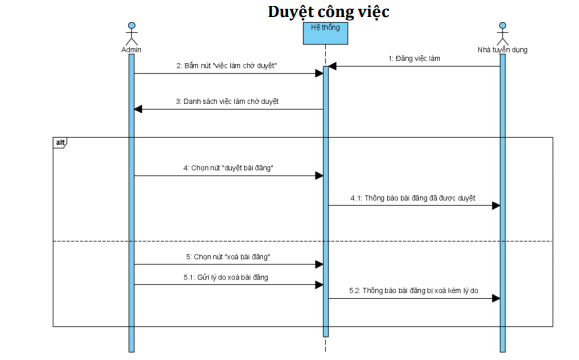 Duyệt công việc
Hệ thống
Admin
Nhà tuyển dụng
1: Đăng việc làm
2: Bấm nút "việc làm chờ duyệt"
3: Danh sách việc làm chờ duyệt
alt
4: Chọn nút "duyệt bài đăng"
4.1: Thông báo bài đăng đã được duyệt
5: Chọn nút "xoà bài đăng"
5.1: Gửi lý do xoá bài đăng
5.2: Thông báo bài đăng bị xoá kèm lý do